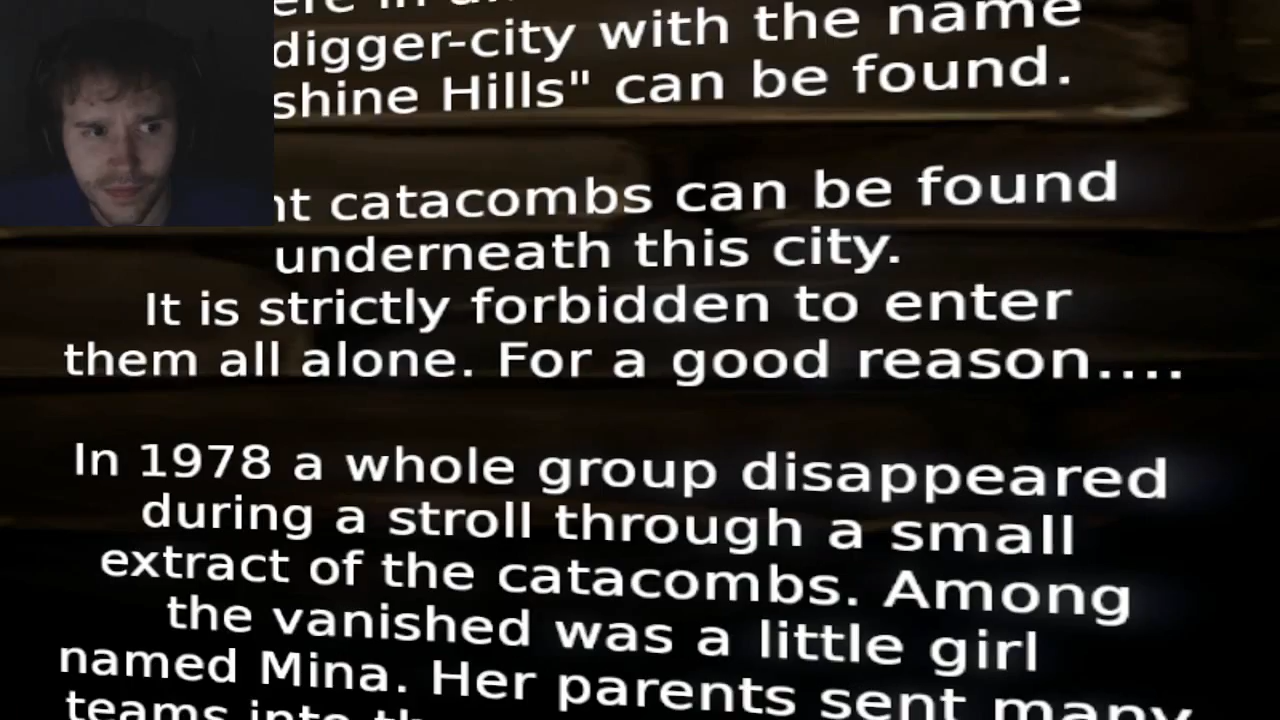 digger-city with the name
shine Hills" can be found.
catacombs can be found
underneath this city.
It is strictly forbidden to enter
them all alone. For a good reason....
In 1978 a whole group disappeared
during a stroll through a small
extract of the catacombs. Among
the vanished was a little girl
named Mina. Her parents sent many
teams into